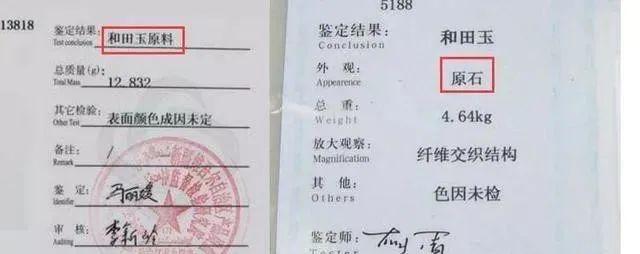 13818
鉴定结果:
Test conclusion
和田玉原料
总质量(g):
Total Mass
12.832
其它检验:
Other Test
表面颜色成因未定
备注:
Remark
/
鉴 定
Identifier
审 核
Auditing
5188
鉴定结果:
Conclusion
和田玉
外 观:
Appearence
原石
总 重:
Weight
4.64kg
放大观察:
Magnification
纤维交织结构
其 他:
Others
色因未检
鉴定师:
Tester